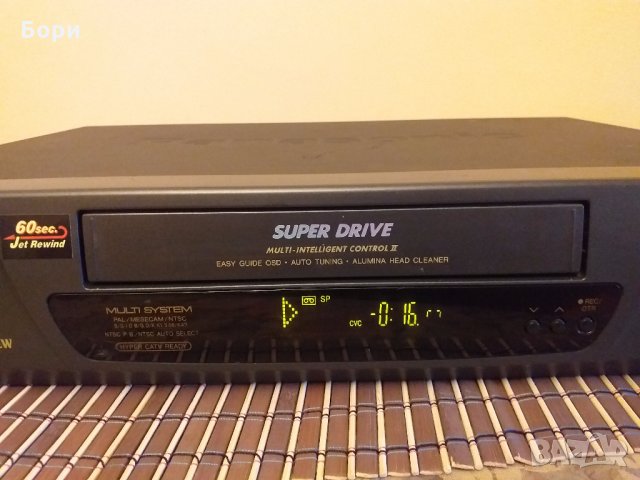 Бори
60sec.
Jet Rewind
SUPER DRIVE
MULTI-INTELLIGENT CONTROL II
EASY GUIDE OSD • AUTO TUNING • ALUMINA HEAD CLEANER
MULTI SYSTEM
PAL/MESECAM/NTSC
NTSC P.B/NTSC AUTO SELECT
HYPER CATV READY
SP
CVC -0:16
REC/
OTR
BAZAR